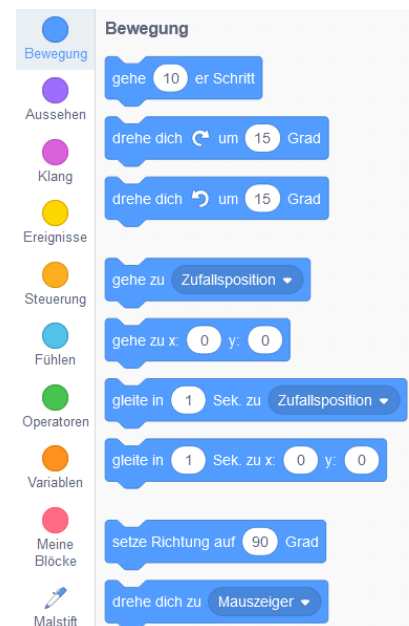 Bewegung
Aussehen
Klang
Ereignisse
Steuerung
Fühlen
Operatoren
Variablen
Meine
Blöcke
Malstift
Bewegung
gehe 10 er Schritt
drehe dich um 15 Grad
drehe dich um 15 Grad
gehe zu Zufallsposition
gehe zu x: 0 y: 0
gleite in 1 Sek. zu Zufallsposition
gleite in 1 Sek. zu x: 0 y: 0
setze Richtung auf 90 Grad
drehe dich zu Mauszeiger